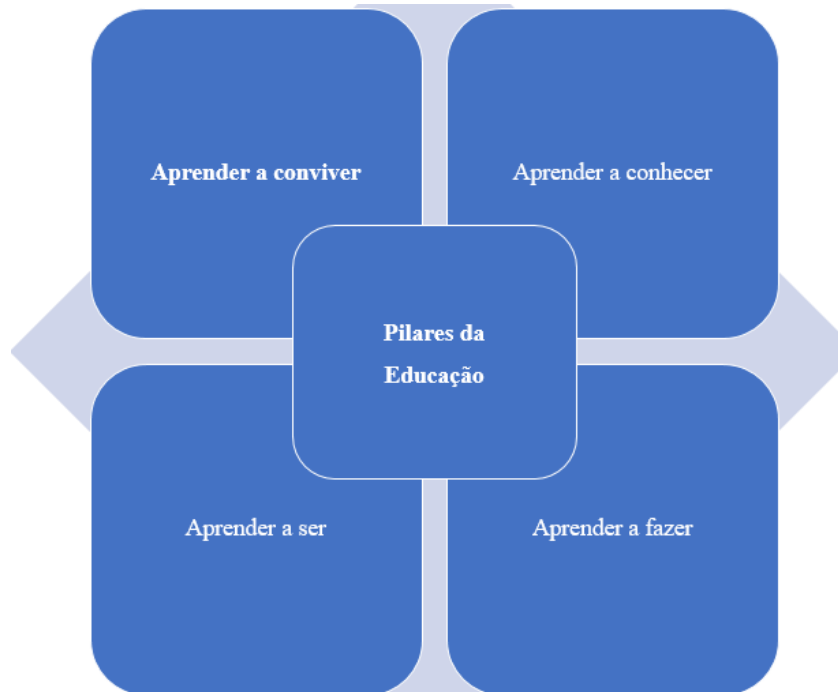 Aprender a conviver
Aprender a conhecer
Pilares da
Educação
Aprender a ser
Aprender a fazer